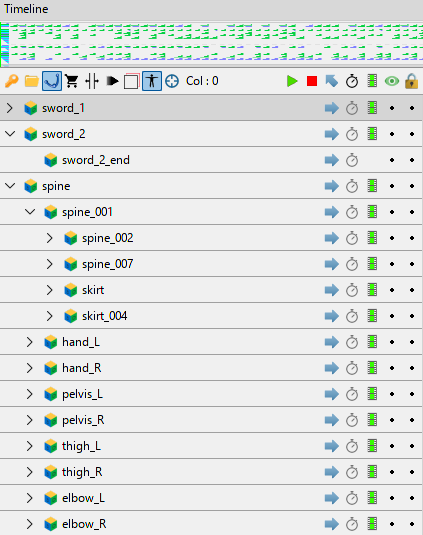 Timeline
Col : 0
sword_1
sword_2
sword_2_end
spine
spine_001
spine_002
spine_007
skirt
skirt_004
hand_L
hand_R
pelvis_L
pelvis_R
thigh_L
thigh_R
elbow_L
elbow_R